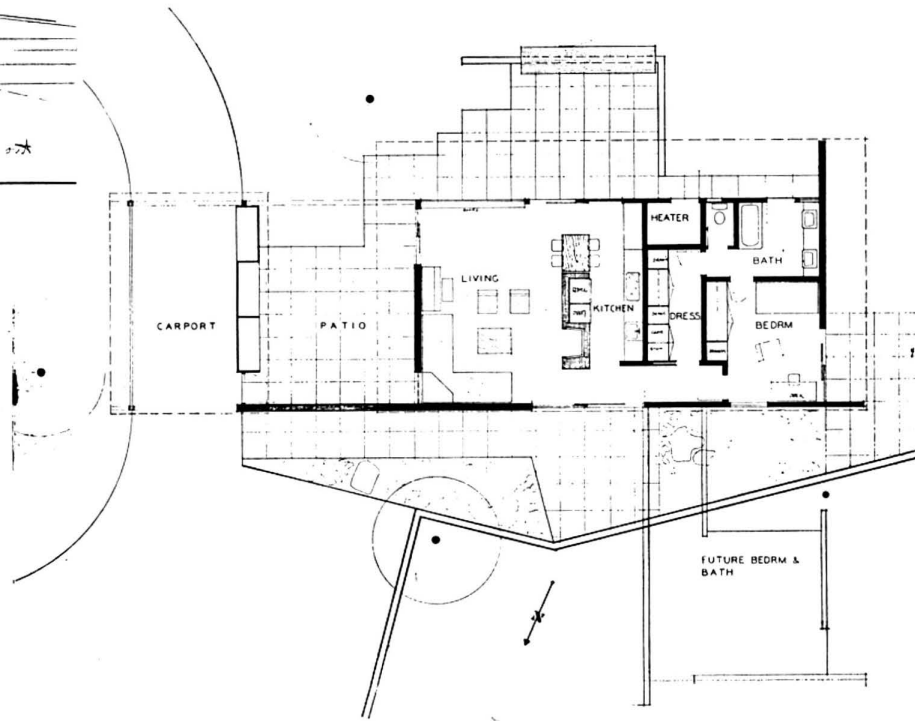 HEATER
BATH
LIVING
KITCHEN
DRESS
BEDRM
CARPORT
PATIO
FUTURE BEDRM &
BATH
N